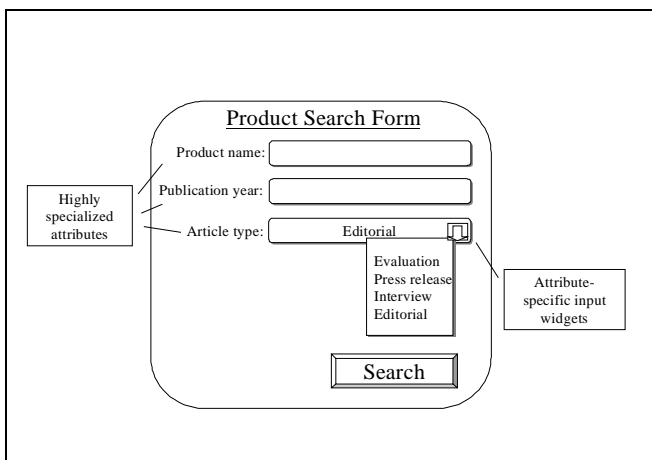 Product Search Form
Product name:
Publication year:
Article type:
Editorial
Evaluation
Press release
Interview
Editorial
Highly
specialized
attributes
Attribute-
specific input
widgets
Search